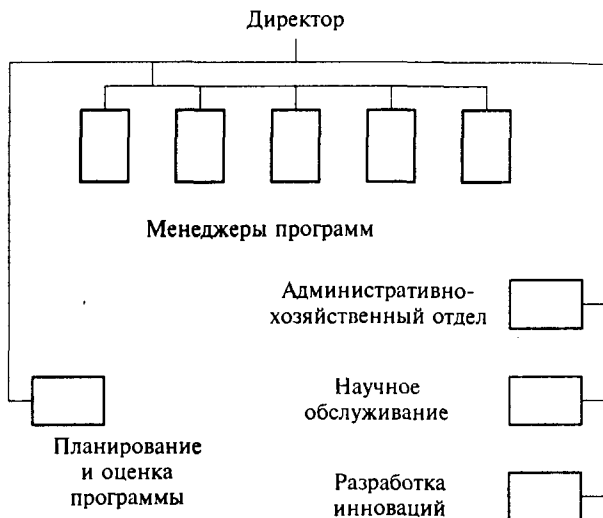 Директор
Менеджеры программ
Административно-
хозяйственный отдел
Научное
обслуживание
Планирование
и оценка
программы
Разработка
инноваций